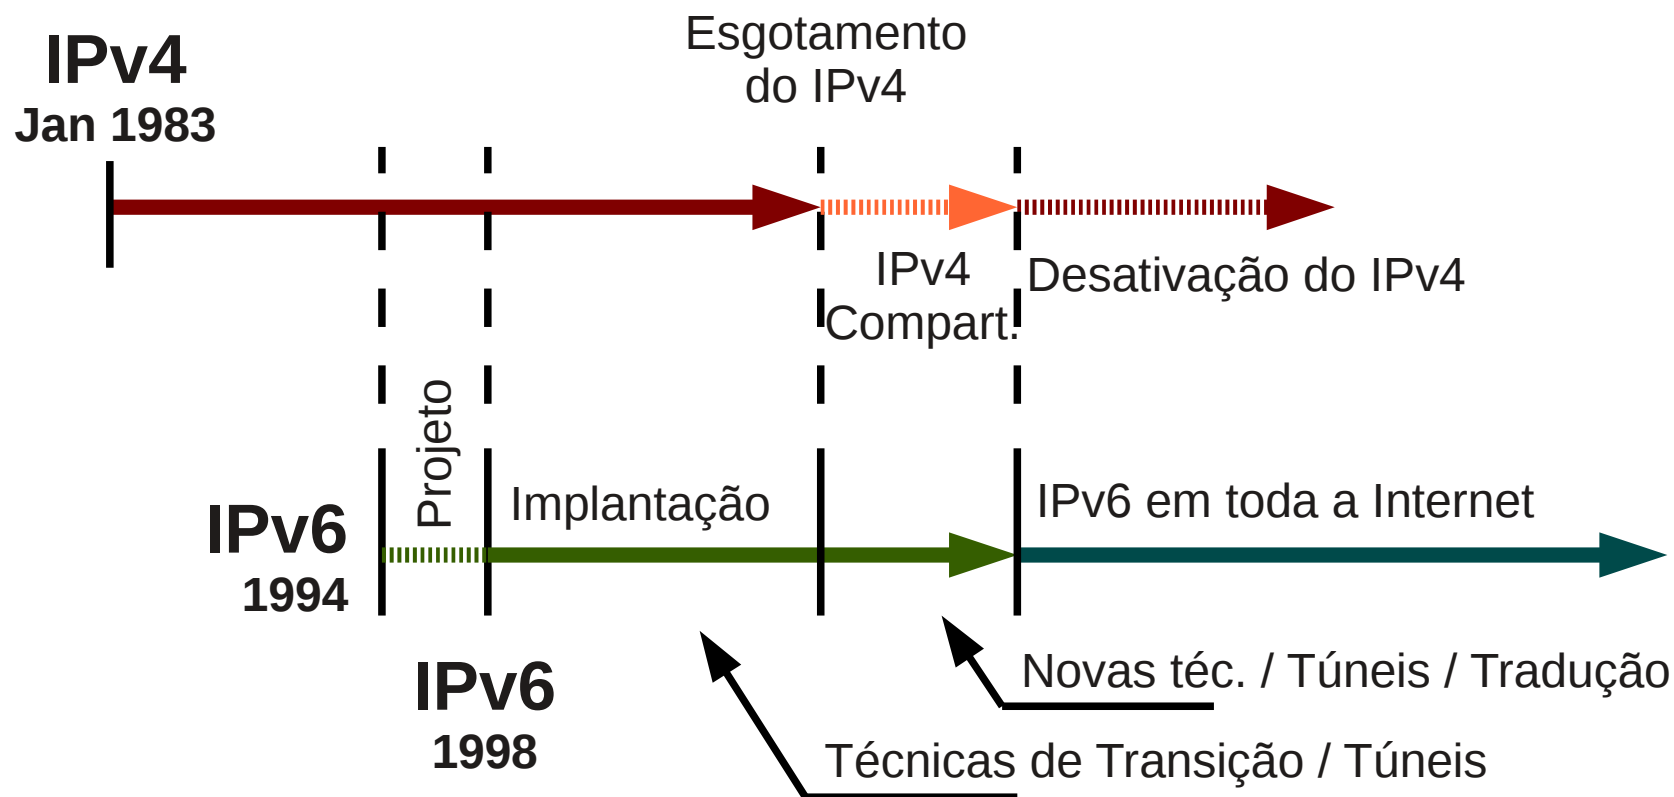 IPv4
Jan 1983
Esgotamento
do IPv4
IPv4
Compart.
Desativação do IPv4
Projeto
IPv6
1994
Implantação
IPv6 em toda a Internet
IPv6
1998
Novas téc. / Túneis / Tradução
Técnicas de Transição / Túneis